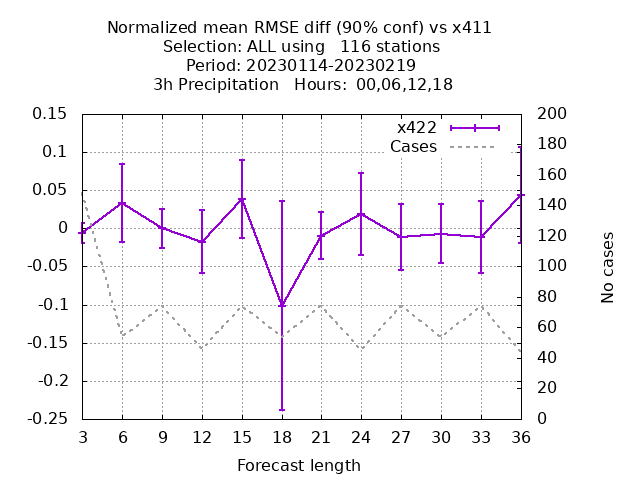 Normalized mean RMSE diff (90% conf) vs x411
Selection: ALL using   116 stations
Period: 20230114-20230219
3h Precipitation   Hours:  00,06,12,18
0.15
0.1
0.05
0
-0.05
-0.1
-0.15
-0.2
-0.25
x422
Cases
200
180
160
140
120
100
80
60
40
20
0
No cases
3 6 9 12 15 18 21 24 27 30 33 36
Forecast length